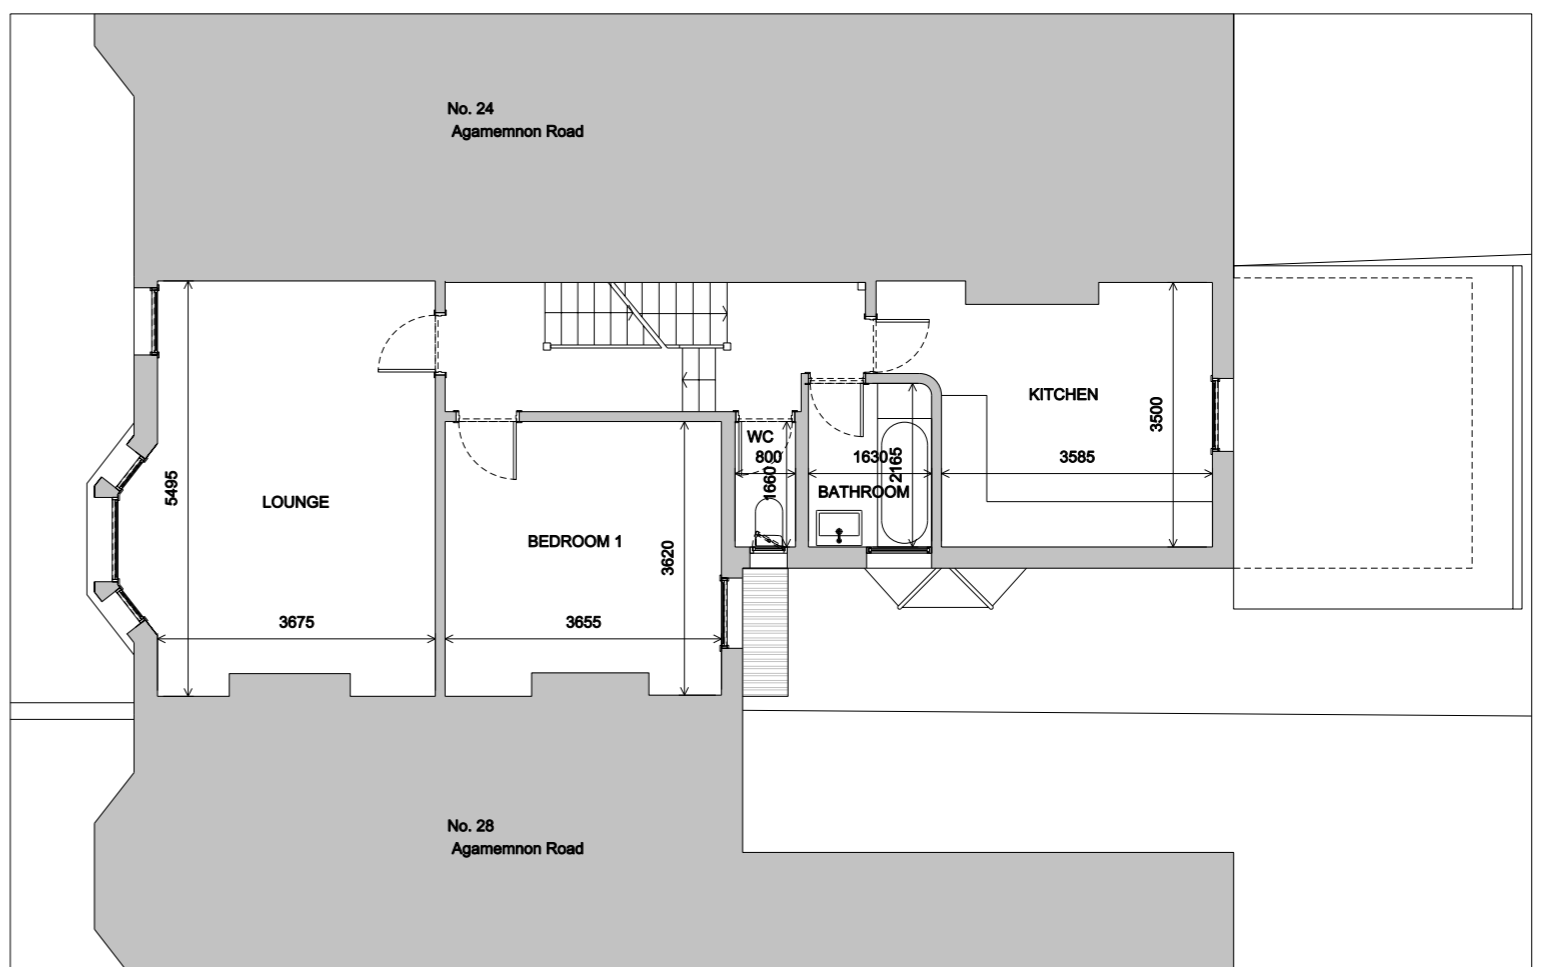 No. 24
Agamemnon Road
KITCHEN
3500
WC
800
1630
3585
1660
2165
5495
LOUNGE
BATHROOM
BEDROOM 1
3620
3675
3655
No. 28
Agamemnon Road